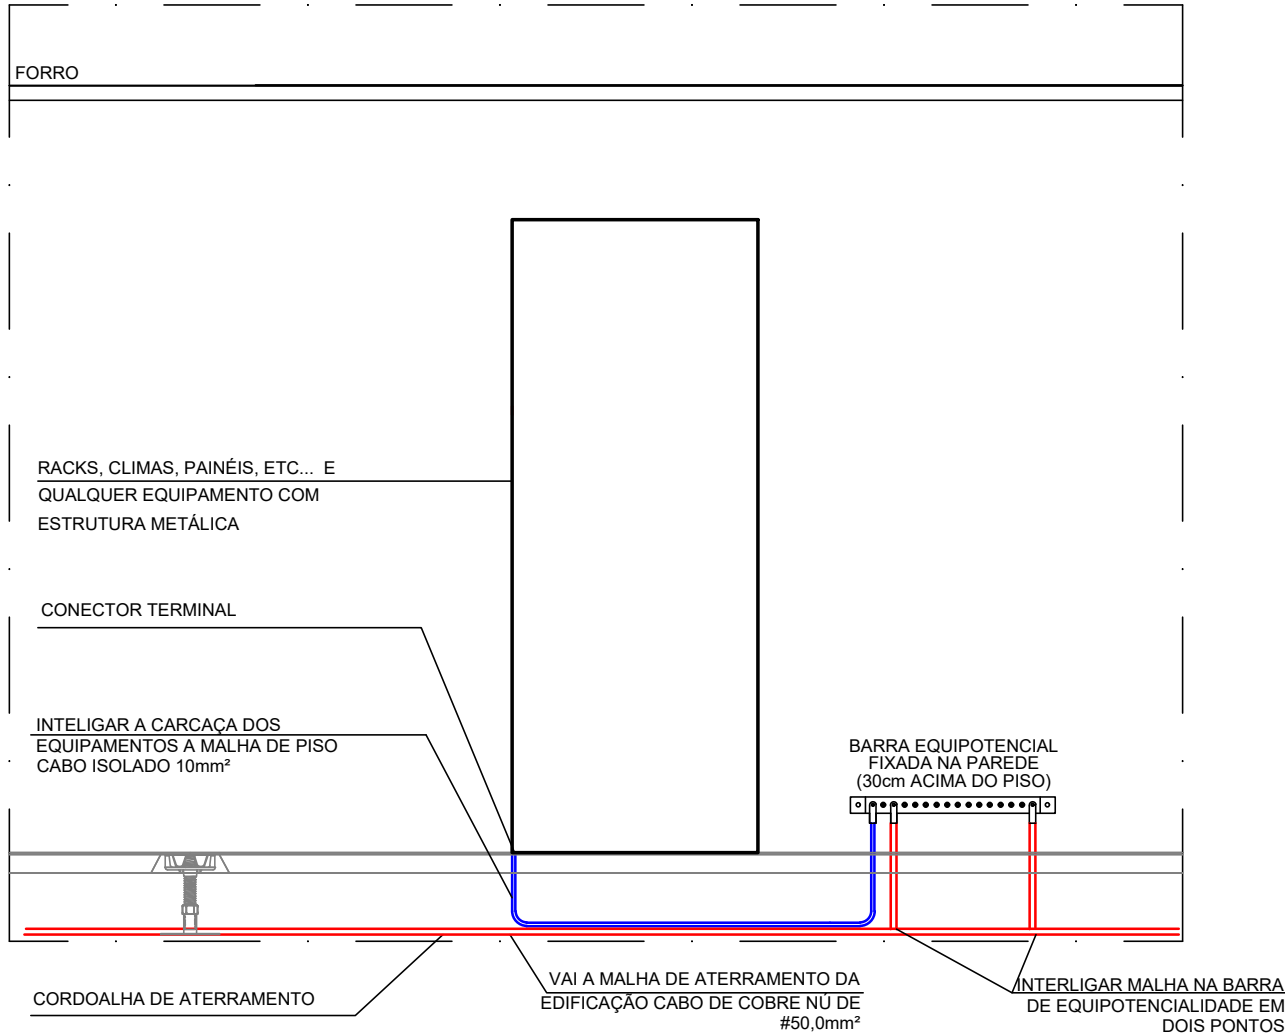 FORRO
RACKS, CLIMAS, PAINÉIS, ETC... E
QUALQUER EQUIPAMENTO COM
ESTRUTURA METÁLICA
CONECTOR TERMINAL
INTELIGAR A CARCAÇA DOS
EQUIPAMENTOS A MALHA DE PISO
CABO ISOLADO 10mm²
BARRA EQUIPOTENCIAL
FIXADA NA PAREDE
(30cm ACIMA DO PISO)
CORDOALHA DE ATERRAMENTO
VAI A MALHA DE ATERRAMENTO DA
EDIFICAÇÃO CABO DE COBRE NÚ DE
#50,0mm²
INTERLIGAR MALHA NA BARRA
DE EQUIPOTENCIALIDADE EM
DOIS PONTOS